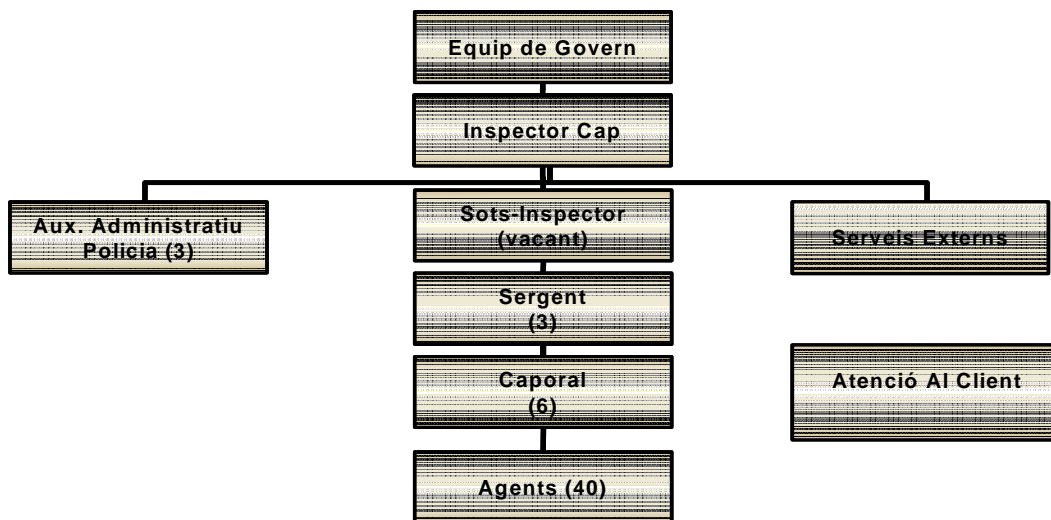 Equip de Govern
Inspector Cap
Aux. Administratiu
Policia (3)
Sots-Inspector
(vacant)
Serveis Externs
Sergent
(3)
Caporal
(6)
Atenció Al Client
Agents (40)